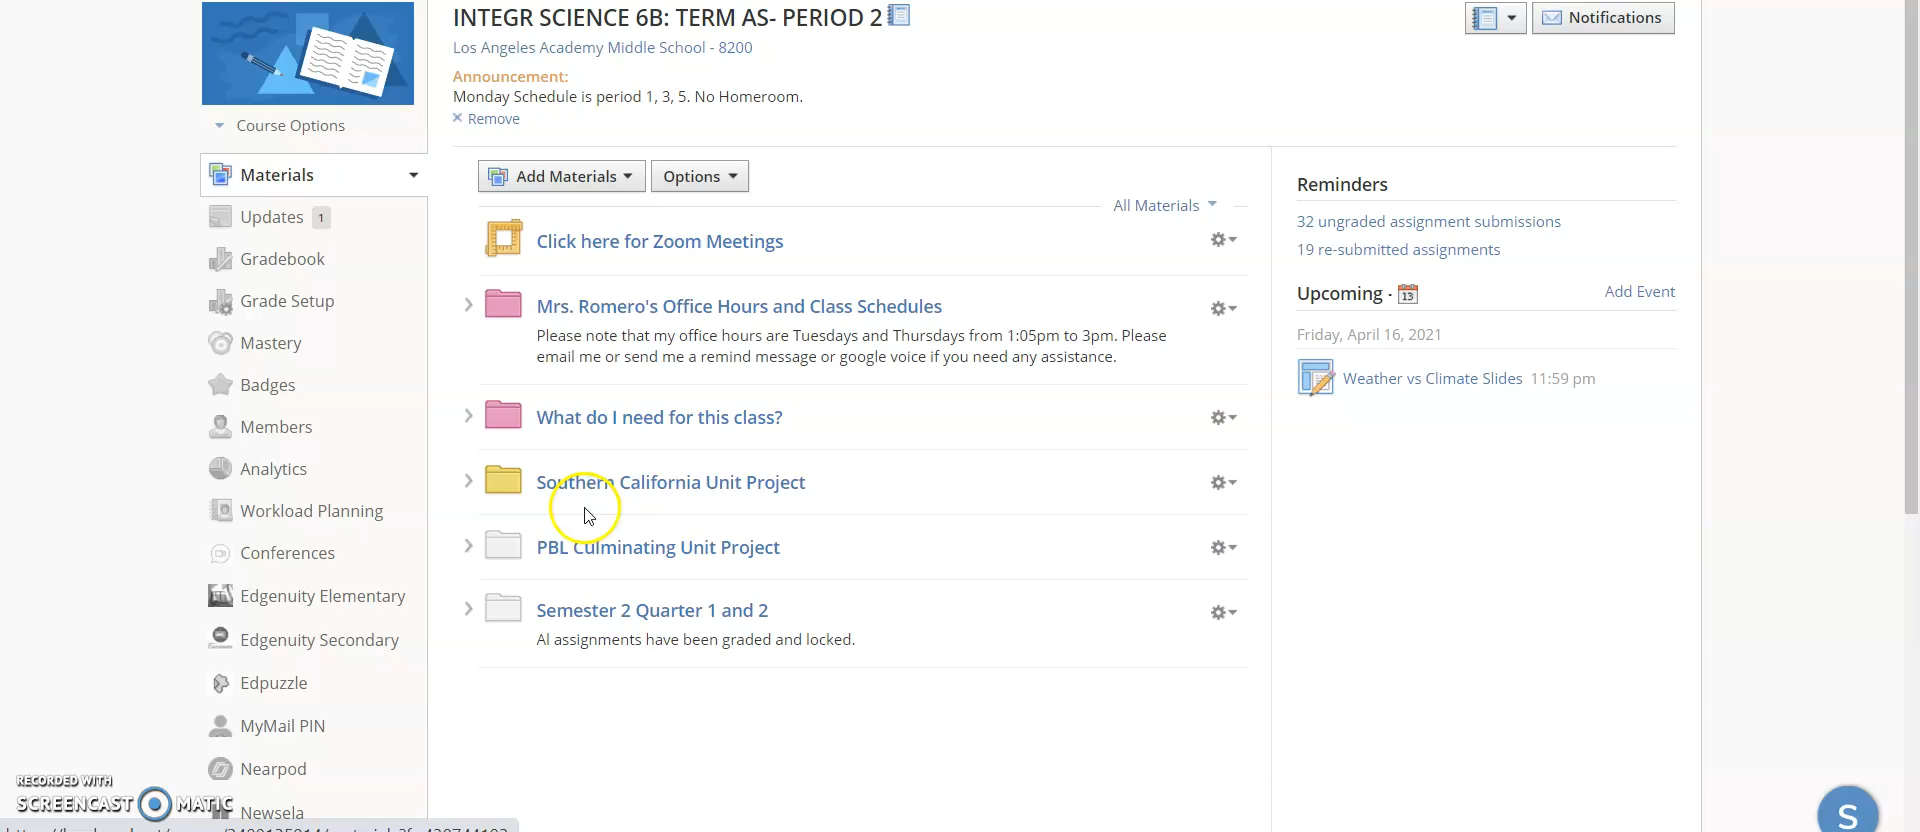 INTEGR SCIENCE 6B: TERM AS- PERIOD 2
Notifications
Los Angeles Academy Middle School - 8200
Announcement:
Monday Schedule is period 1, 3, 5. No Homeroom.
Remove
Course Options
Materials
Updates 1
Gradebook
Grade Setup
Mastery
Badges
Members
Analytics
Workload Planning
Conferences
Edgenuity Elementary
Edgenuity Secondary
Edpuzzle
MyMail PIN
Nearpod
Newsela
Add Materials
Options
All Materials
Click here for Zoom Meetings
Mrs. Romero's Office Hours and Class Schedules
Please note that my office hours are Tuesdays and Thursdays from 1:05pm to 3pm. Please
email me or send me a remind message or google voice if you need any assistance.
What do I need for this class?
Southern California Unit Project
PBL Culminating Unit Project
Semester 2 Quarter 1 and 2
Al assignments have been graded and locked.
Reminders
32 ungraded assignment submissions
19 re-submitted assignments
Upcoming · 13
Add Event
Friday, April 16, 2021
Weather vs Climate Slides 11:59 pm
RECORDED WITH
SCREENCAST MATIC
S